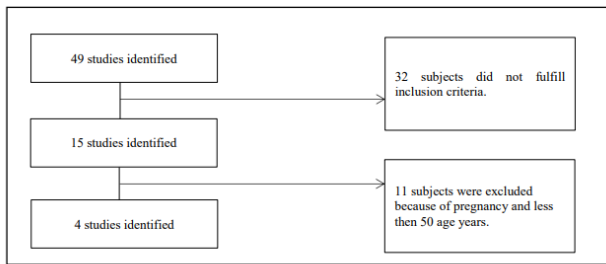 49 studies identified
32 subjects did not fulfill
inclusion criteria.
15 studies identified
11 subjects were excluded
because of pregnancy and less
then 50 age years.
4 studies identified